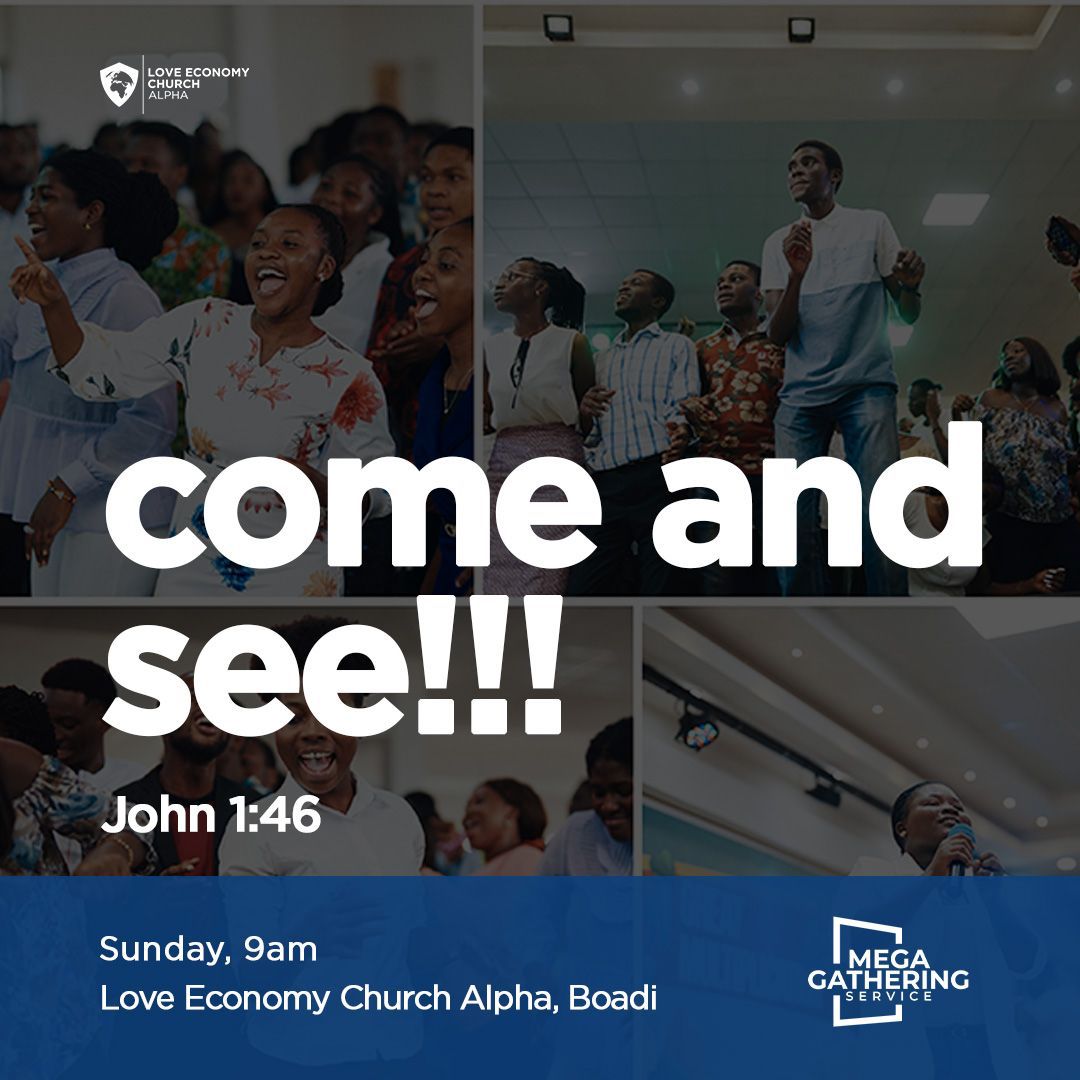 LOVE ECONOMY
CHURCH
ALPHA
come and
see!!!
John 1:46
Sunday, 9am
Love Economy Church Alpha, Boadi
MEGA
GATHERING
SERVICE